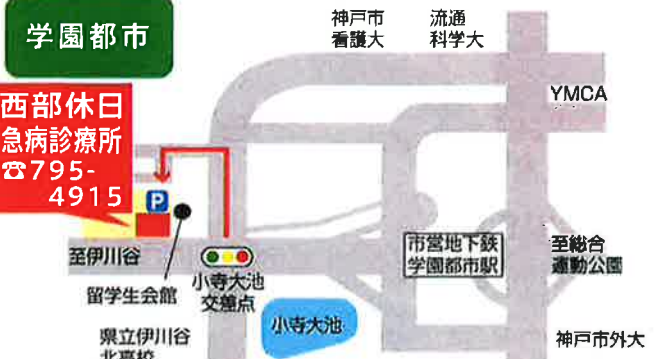 学園都市
神戸市
看護大
流通
科学大
YMCA
西部休日
急病診療所
☎795-
4915
P
至伊川谷
留学生会館
小寺大池
交差点
市営地下鉄
学園都市駅
至総合
運動公園
小寺大池
神戸市外大
県立伊川谷
北高校